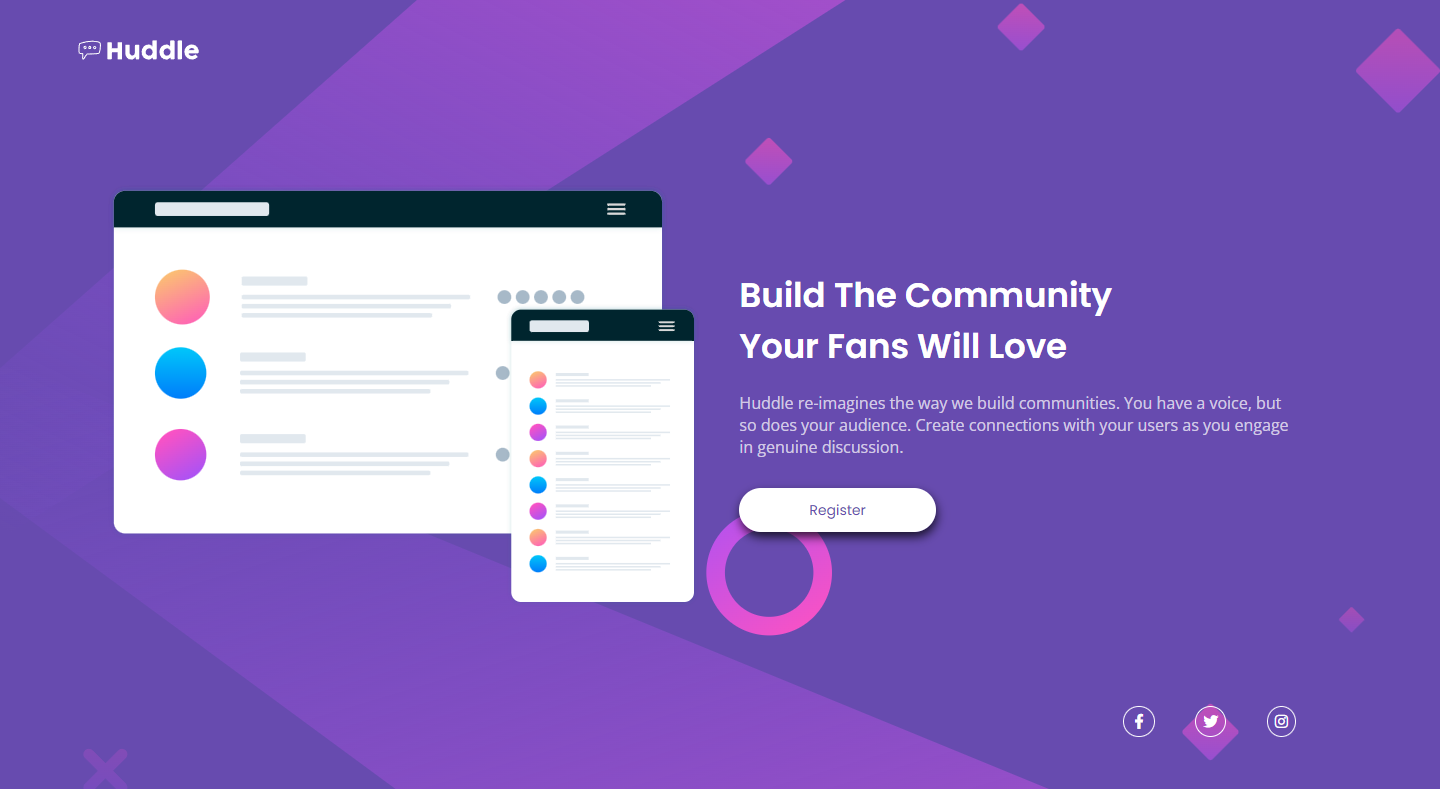 Huddle
Build The Community
Your Fans Will Love
Huddle re-imagines the way we build communities. You have a voice, but
so does your audience. Create connections with your users as you engage
in genuine discussion.
Register